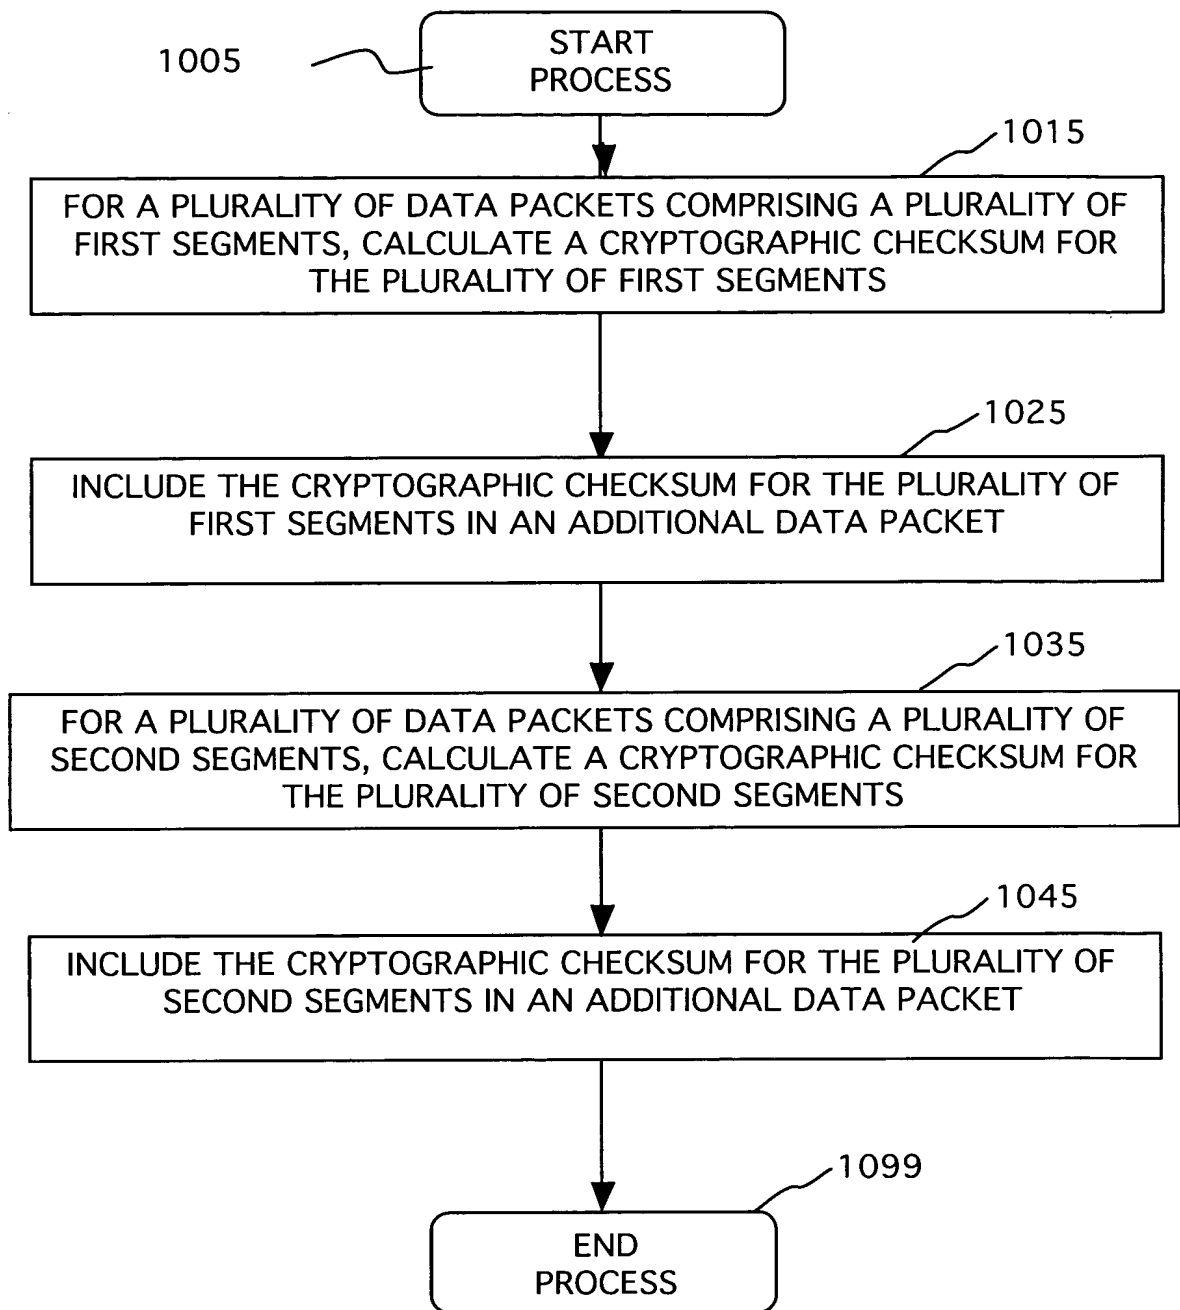 START
PROCESS
1005
1015
FOR A PLURALITY OF DATA PACKETS COMPRISING A PLURALITY OF
FIRST SEGMENTS, CALCULATE A CRYPTOGRAPHIC CHECKSUM FOR
THE PLURALITY OF FIRST SEGMENTS
1025
INCLUDE THE CRYPTOGRAPHIC CHECKSUM FOR THE PLURALITY OF
FIRST SEGMENTS IN AN ADDITIONAL DATA PACKET
1035
FOR A PLURALITY OF DATA PACKETS COMPRISING A PLURALITY OF
SECOND SEGMENTS, CALCULATE A CRYPTOGRAPHIC CHECKSUM FOR
THE PLURALITY OF SECOND SEGMENTS
1045
INCLUDE THE CRYPTOGRAPHIC CHECKSUM FOR THE PLURALITY OF
SECOND SEGMENTS IN AN ADDITIONAL DATA PACKET
1099
END
PROCESS